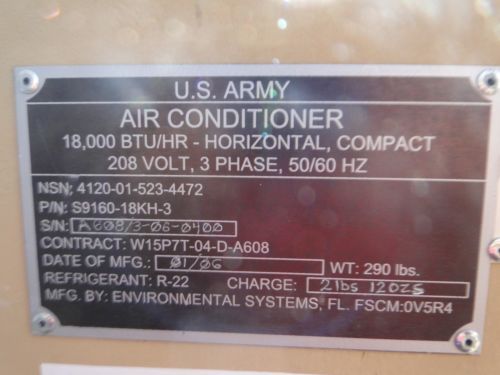 U.S. ARMY
AIR CONDITIONER
18,000 BTU/HR - HORIZONTAL, COMPACT
208 VOLT, 3 PHASE, 50/60 HZ
NSN: 4120-01-523-4472
P/N: S9160-18KH-3
S/N: A608/3-06-0400
CONTRACT: W15P7T-04-D-A608
DATE OF MFG.: 01/06 WT: 290 lbs.
REFRIGERANT: R-22 CHARGE: 2lbs 12ozs
MFG. BY: ENVIRONMENTAL SYSTEMS, FL. FSCM:0V5R4